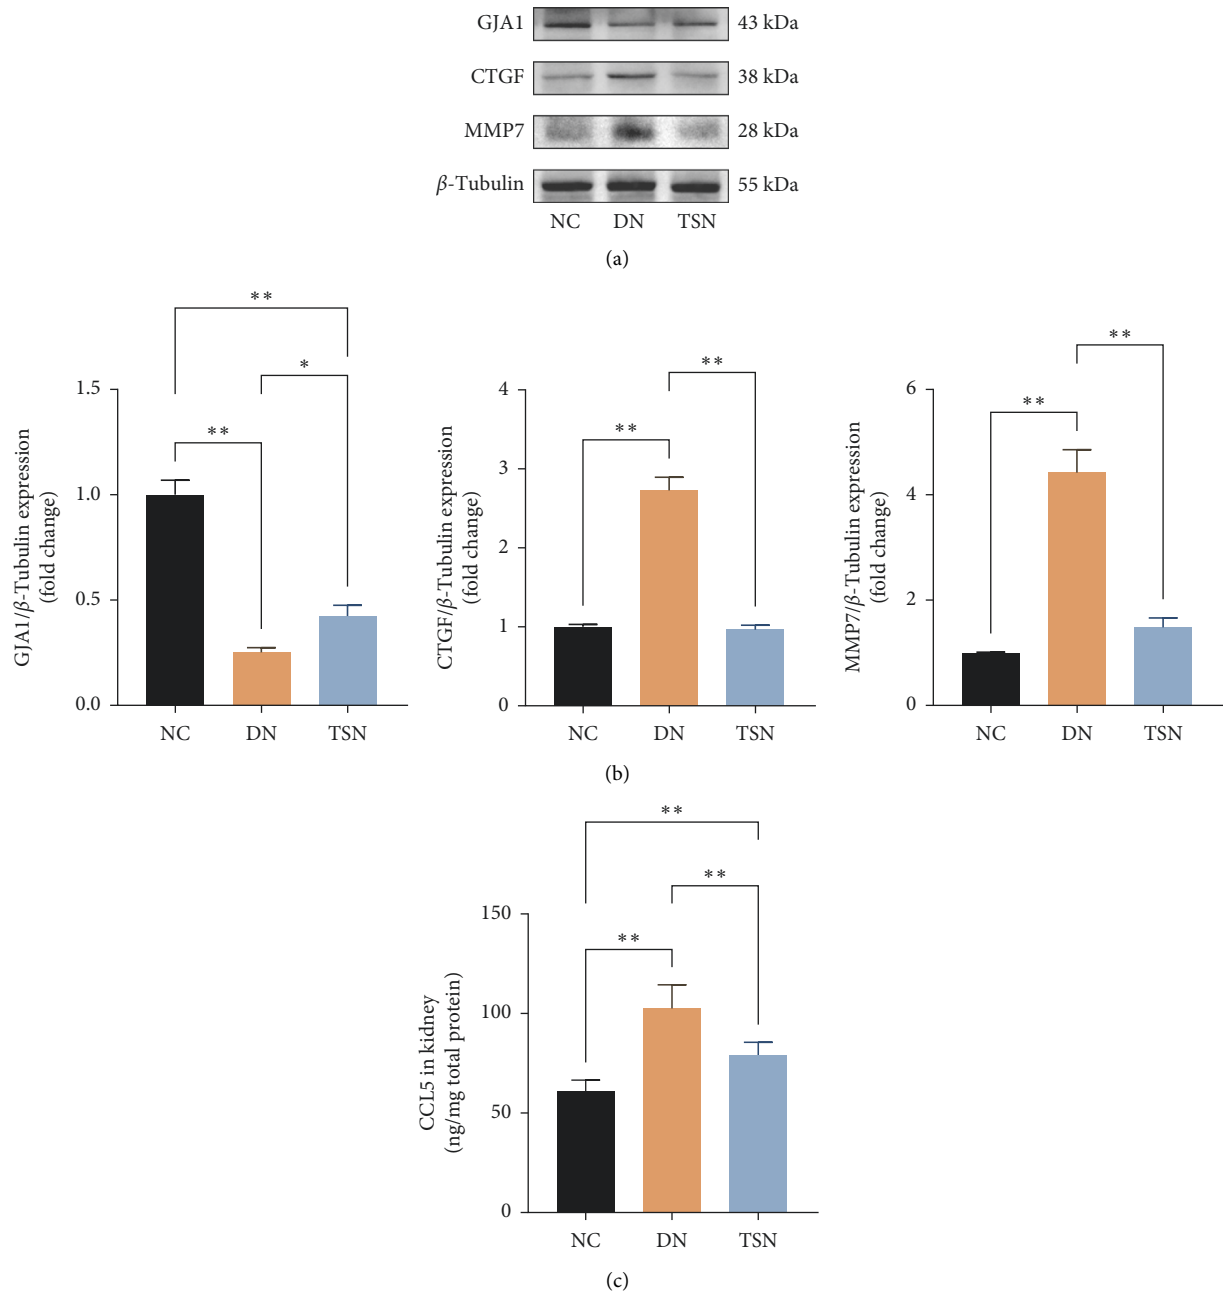 GJA1 43 kDa
CTGF 38 kDa
MMP7 28 kDa
β-Tubulin 55 kDa
NC DN TSN
(a)
GJA1/β-Tubulin expression
(fold change)
1.5
1.0
0.5
0.0
**
*
**
NC DN TSN
CTGF/β-Tubulin expression
(fold change)
4
3
2
1
0
**
**
NC DN TSN
MMP7/β-Tubulin expression
(fold change)
6
4
2
0
**
**
NC DN TSN
(b)
CCL5 in kidney
(ng/mg total protein)
150
100
50
0
**
**
**
NC DN TSN
(c)